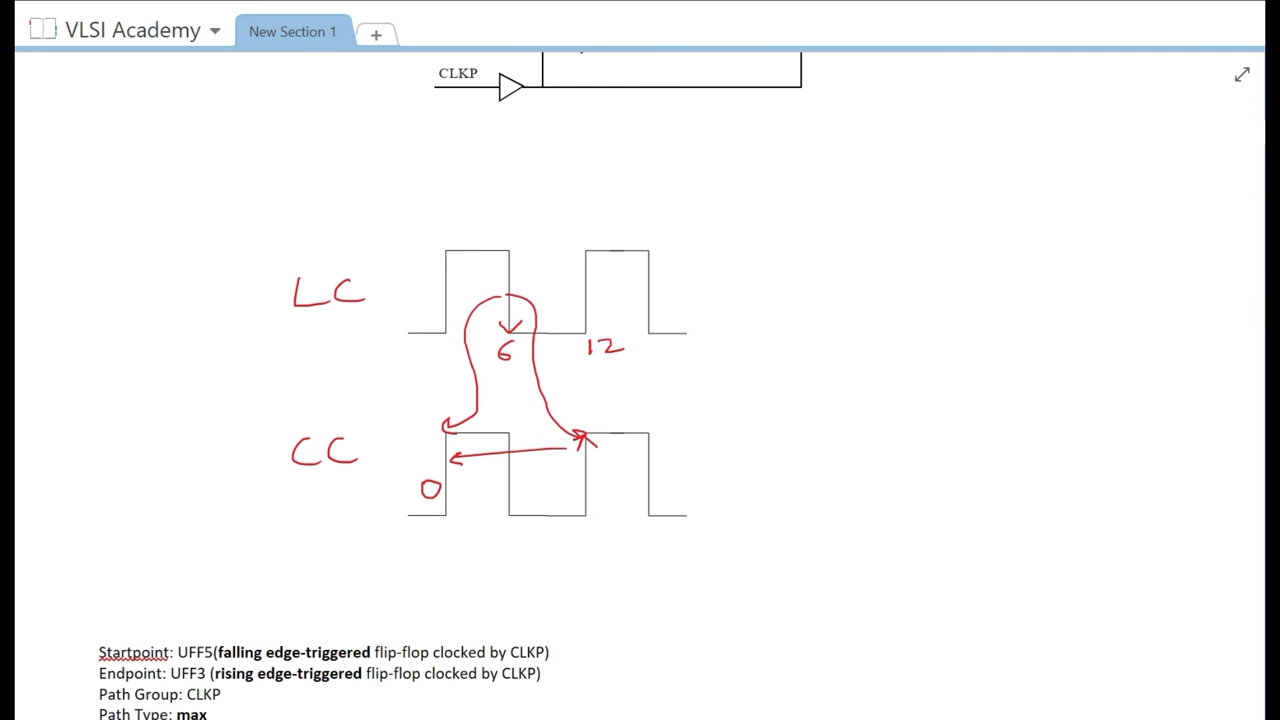 VLSI Academy
New Section 1
+
CLKP
LC
6
12
CC
0
Startpoint: UFF5(falling edge-triggered flip-flop clocked by CLKP)
Endpoint: UFF3 (rising edge-triggered flip-flop clocked by CLKP)
Path Group: CLKP
Path Type: max